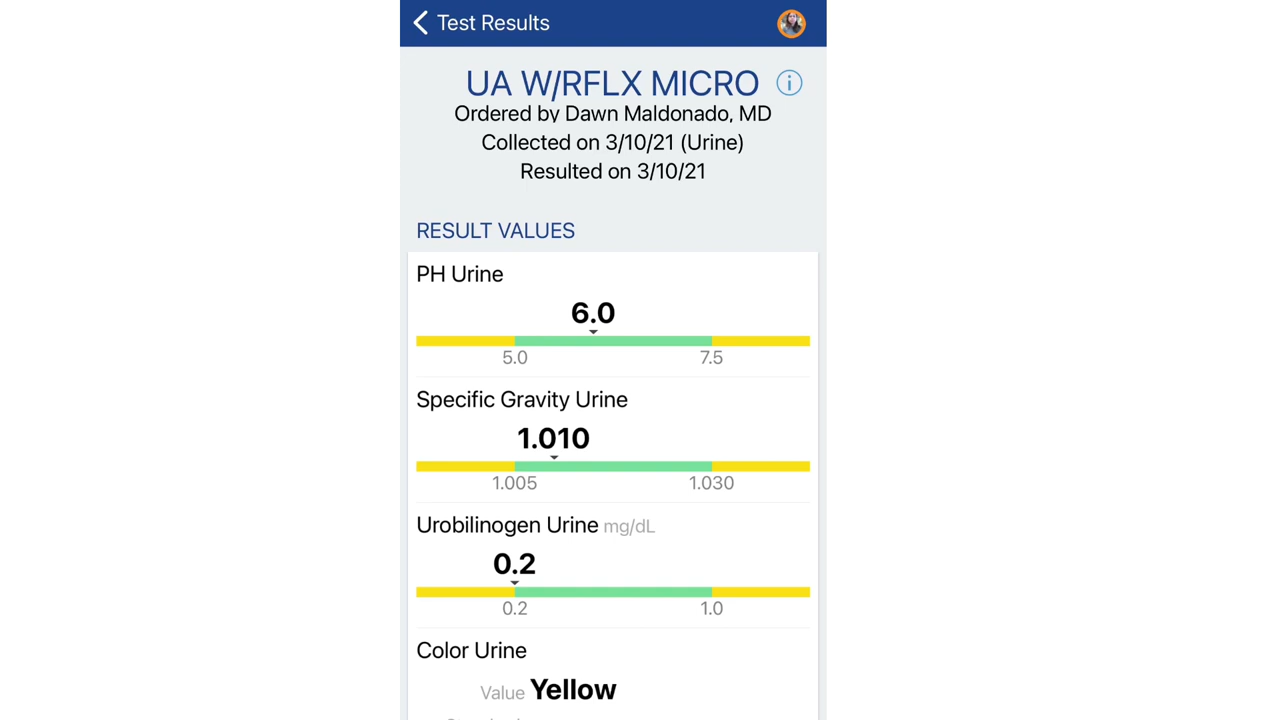 Test Results
UA W/RFLX MICRO
Ordered by Dawn Maldonado, MD
Collected on 3/10/21 (Urine)
Resulted on 3/10/21
RESULT VALUES
PH Urine
6.0
5.0 7.5
Specific Gravity Urine
1.010
1.005 1.030
Urobilinogen Urine mg/dL
0.2
0.2 1.0
Color Urine
Value Yellow